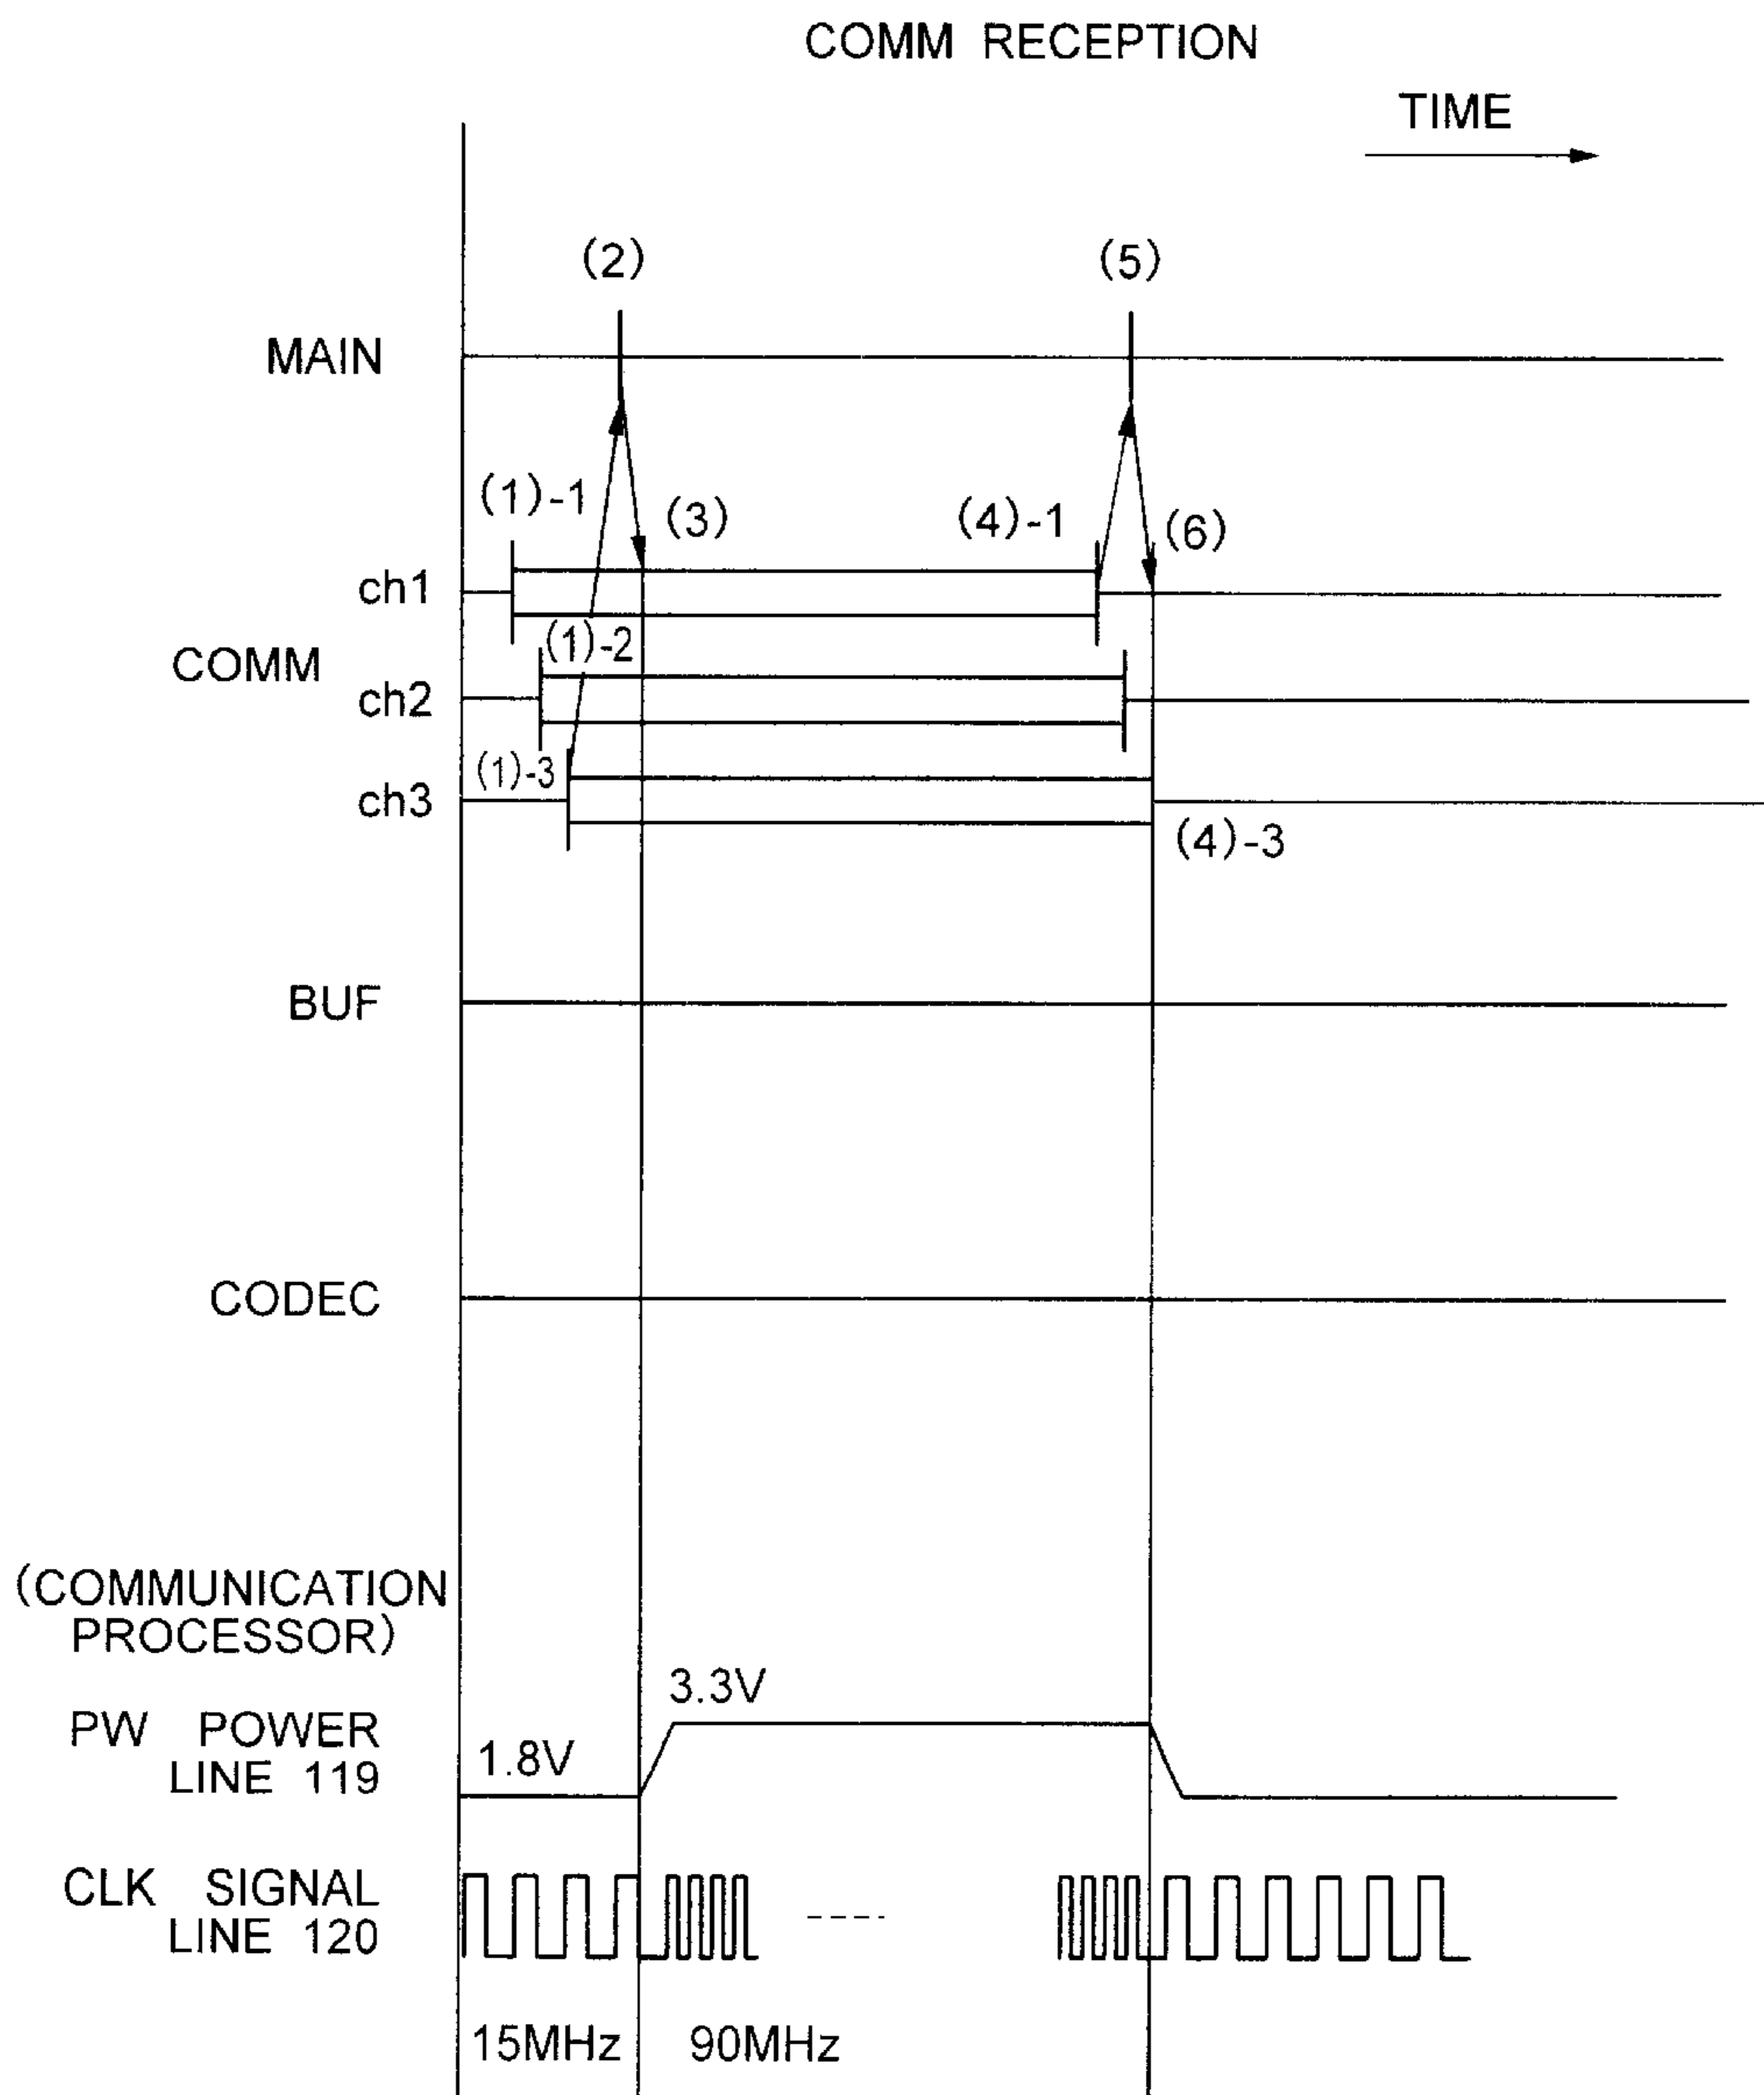 COMM RECEPTION
TIME
(2)
(5)
MAIN
(1)-1
(3)
(4)-1
(6)
ch1
(1)-2
COMM
ch2
(1)-3
ch3
(4)-3
BUF
CODEC
(COMMUNICATION
PROCESSOR)
3.3V
PW POWER
LINE 119
1.8V
CLK SIGNAL
LINE 120
15MHz
90MHz